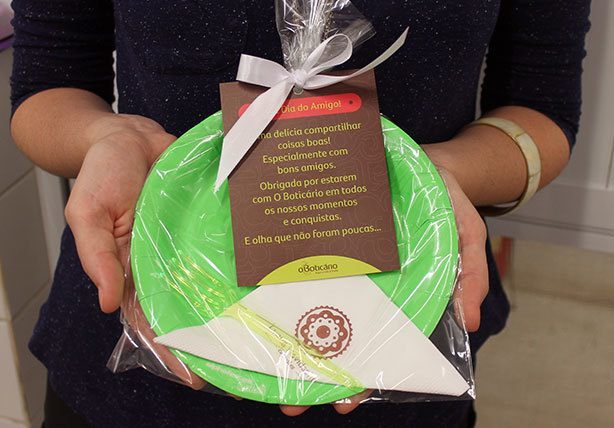 Dia do Amigo!
ma delícia compartilhar
coisas boas!
Especialmente com
bons amigos.
Obrigada por estarem
com O Boticário em todos
os nossos momentos
e conquistas.
E olha que não foram poucas...
oBoticário